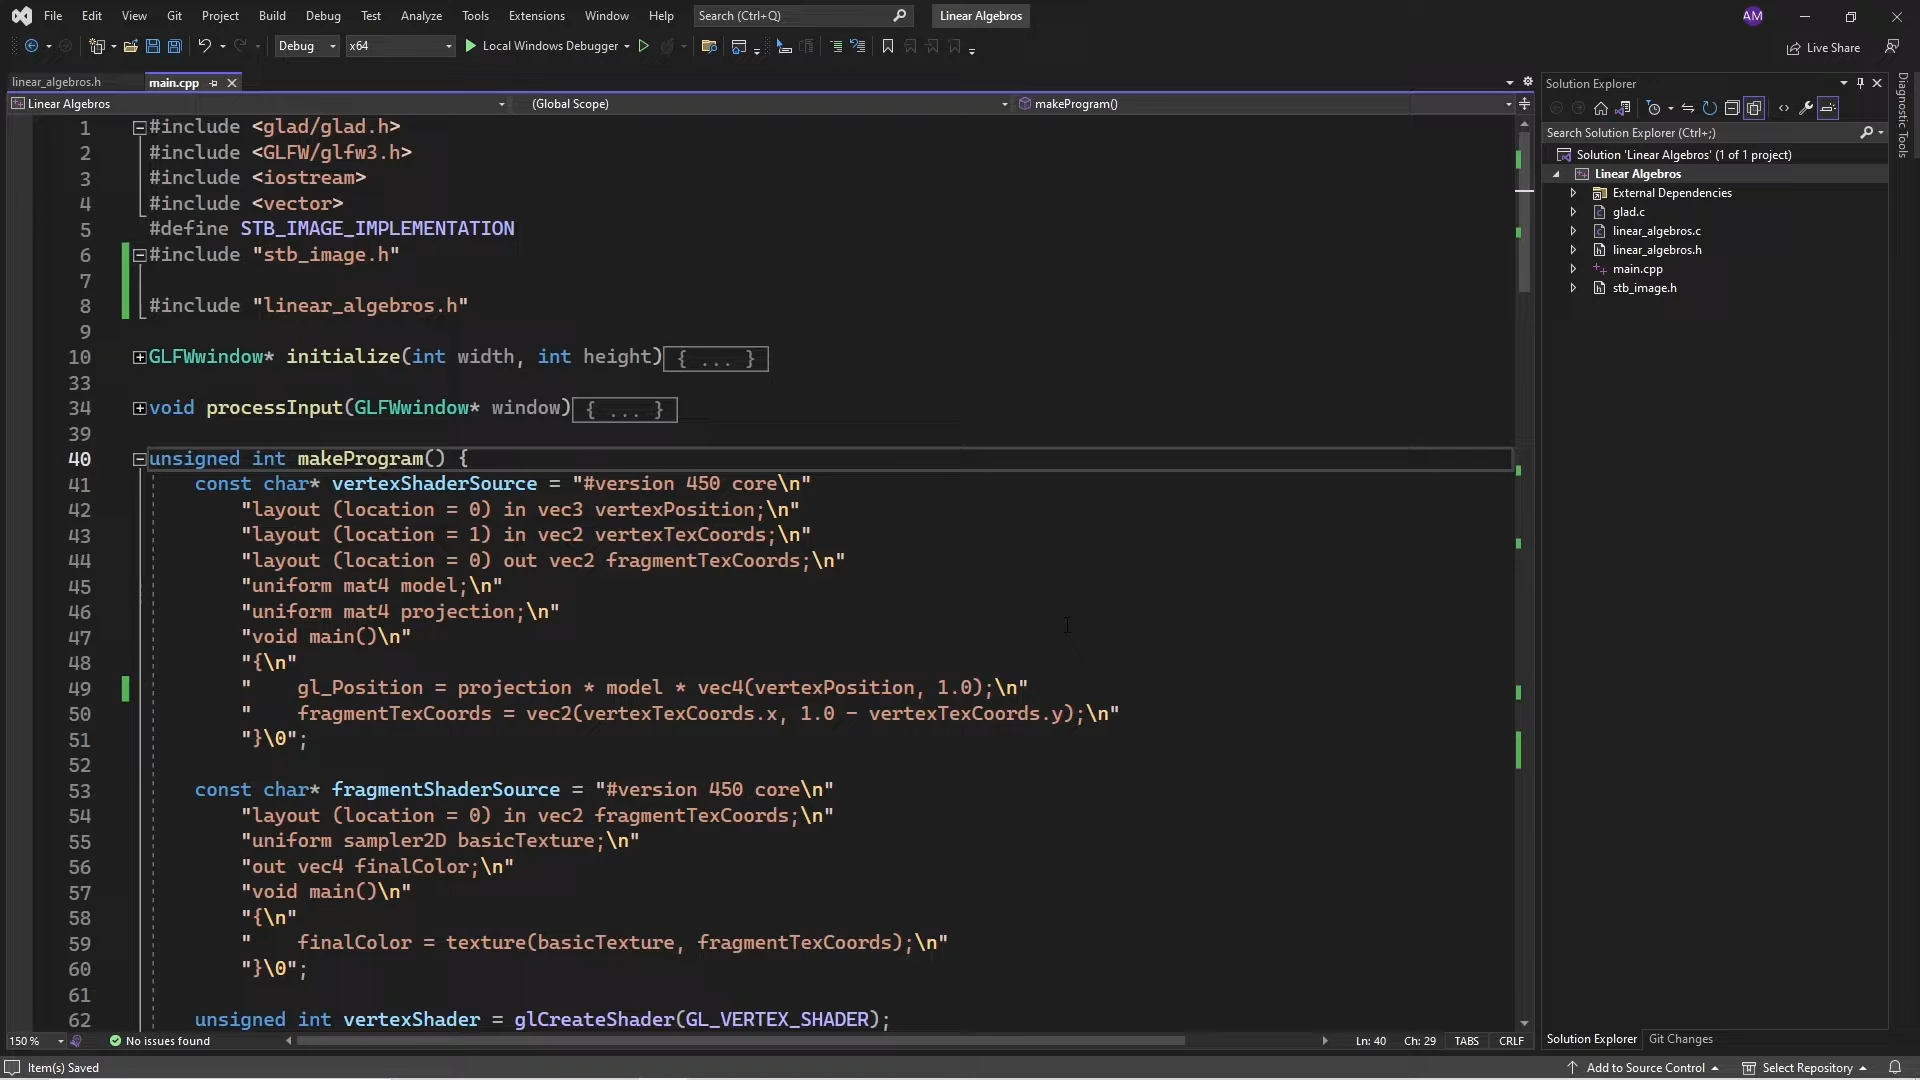 File Edit View Git Project Build Debug Test Analyze Tools Extensions Window Help Search (Ctrl+Q) Linear Algebros AM
Debug x64 Local Windows Debugger Live Share
linear_algebros.h main.cpp
Linear Algebros (Global Scope) makeProgram()
1 #include <glad/glad.h>
2 #include <GLFW/glfw3.h>
3 #include <iostream>
4 #include <vector>
5 #define STB_IMAGE_IMPLEMENTATION
6 #include "stb_image.h"
7
8 #include "linear_algebros.h"
9
10 GLFWwindow* initialize(int width, int height){ ... }
33
34 void processInput(GLFWwindow* window){ ... }
39
40 unsigned int makeProgram() {
41 const char* vertexShaderSource = "#version 450 core\n"
42 "layout (location = 0) in vec3 vertexPosition;\n"
43 "layout (location = 1) in vec2 vertexTexCoords;\n"
44 "layout (location = 0) out vec2 fragmentTexCoords;\n"
45 "uniform mat4 model;\n"
46 "uniform mat4 projection;\n"
47 "void main()\n"
48 "{\n"
49 "    gl_Position = projection * model * vec4(vertexPosition, 1.0);\n"
50 "    fragmentTexCoords = vec2(vertexTexCoords.x, 1.0 - vertexTexCoords.y);\n"
51 "}\0";
52
53 const char* fragmentShaderSource = "#version 450 core\n"
54 "layout (location = 0) in vec2 fragmentTexCoords;\n"
55 "uniform sampler2D basicTexture;\n"
56 "out vec4 finalColor;\n"
57 "void main()\n"
58 "{\n"
59 "    finalColor = texture(basicTexture, fragmentTexCoords);\n"
60 "}\0";
61
62 unsigned int vertexShader = glCreateShader(GL_VERTEX_SHADER);
150 % No issues found Ln: 40 Ch: 29 TABS CRLF
Solution Explorer
Search Solution Explorer (Ctrl+;)
Solution 'Linear Algebros' (1 of 1 project)
Linear Algebros
External Dependencies
glad.c
linear_algebros.c
linear_algebros.h
main.cpp
stb_image.h
Solution Explorer Git Changes
Diagnostic Tools
Item(s) Saved Add to Source Control Select Repository